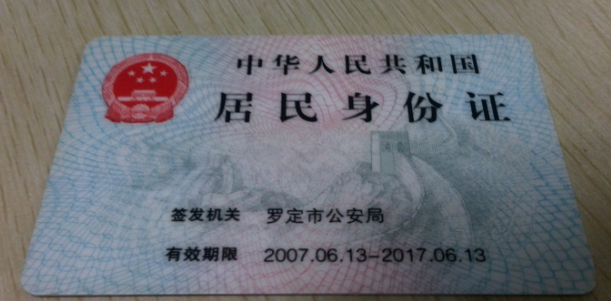 中华人民共和国
居民身份证
签发机关 罗定市公安局
有效期限 2007.06.13-2017.06.13